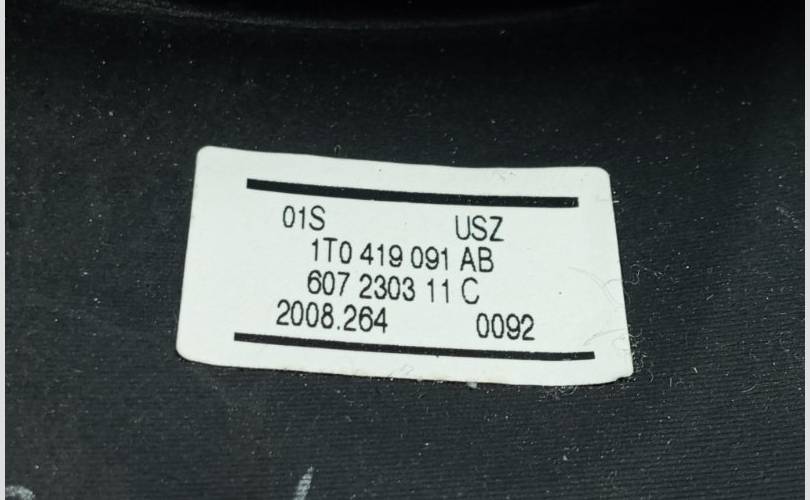 01S USZ
1T0 419 091 AB
607 2303 11 C
2008.264 0092